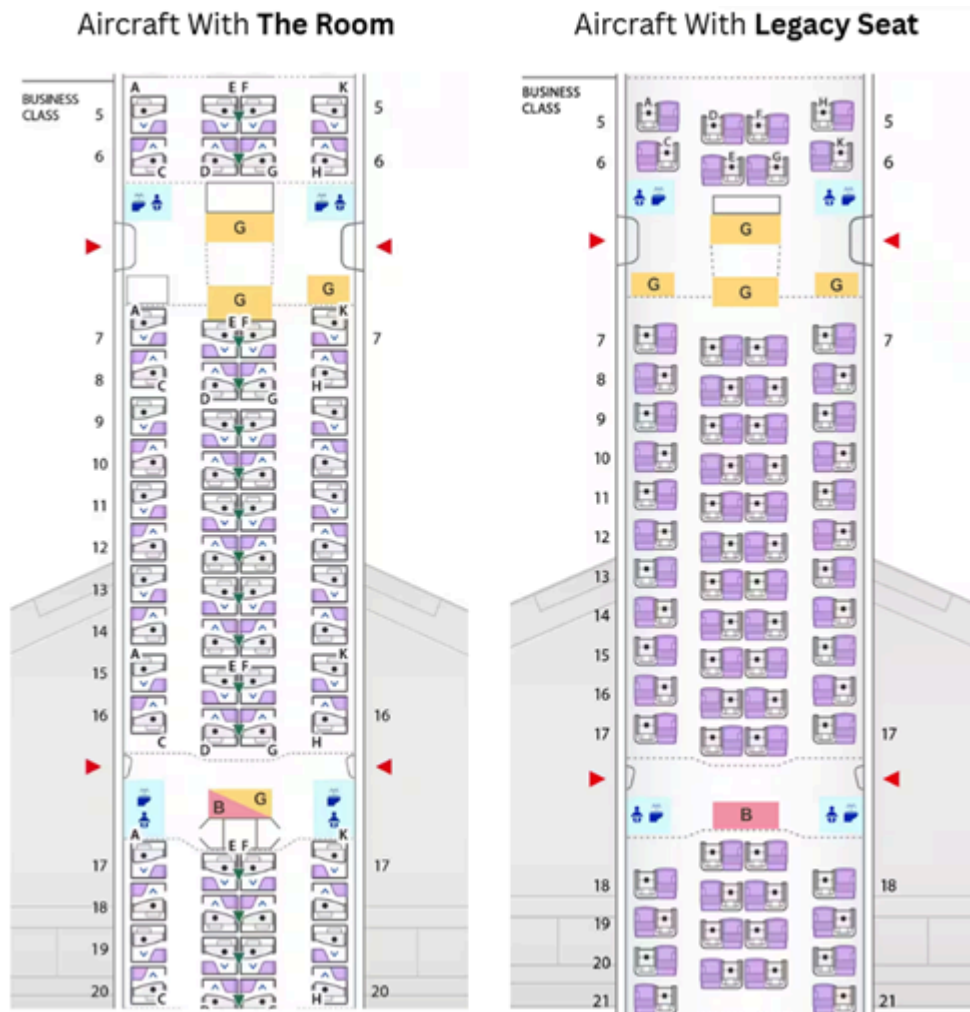 Aircraft With The Room
A E F K
BUSINESS
CLASS
5 5
6 6
C D G H
G
G G
A E F K
7 7
8
C H
D G
9
10
11
12
13
14
A E F K
15
16 16
C D G H
B G
A E F K
17 17
18
19
20 20
C D G H
Aircraft With Legacy Seat
BUSINESS
CLASS
A D F H
5 5
C E G K
6 6
G
G G G
7 7
8
9
10
11
12
13
14
15
16
17 17
B
18 18
19
20
21 21